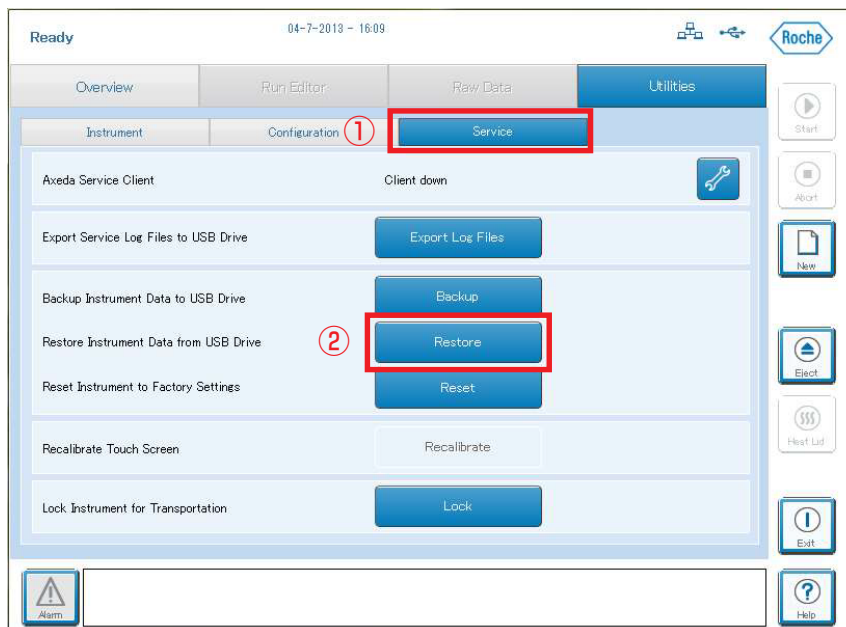 Ready
04-7-2013 - 16:09
Roche
Overview
Run Editor
Raw Data
Utilities
Instrument
Configuration
①
Service
Start
Axeda Service Client
Client down
Abort
Export Service Log Files to USB Drive
Export Log Files
New
Backup Instrument Data to USB Drive
Backup
Restore Instrument Data from USB Drive
②
Restore
Eject
Reset Instrument to Factory Settings
Reset
Heat Lid
Recalibrate Touch Screen
Recalibrate
Lock Instrument for Transportation
Lock
Exit
Alarm
Help